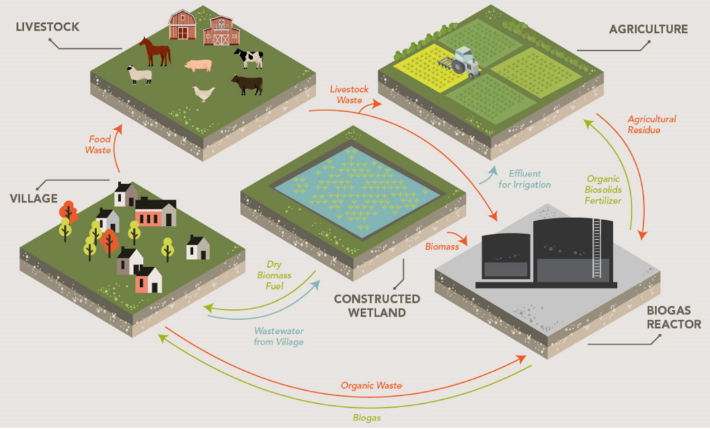 LIVESTOCK
AGRICULTURE
Livestock
Waste
Agricultural
Residue
Food
Waste
Effluent
for Irrigation
Organic
Biosolids
Fertilizer
VILLAGE
Biomass
Dry
Biomass
Fuel
CONSTRUCTED
WETLAND
BIOGAS
REACTOR
Wastewater
from Village
Organic Waste
Biogas